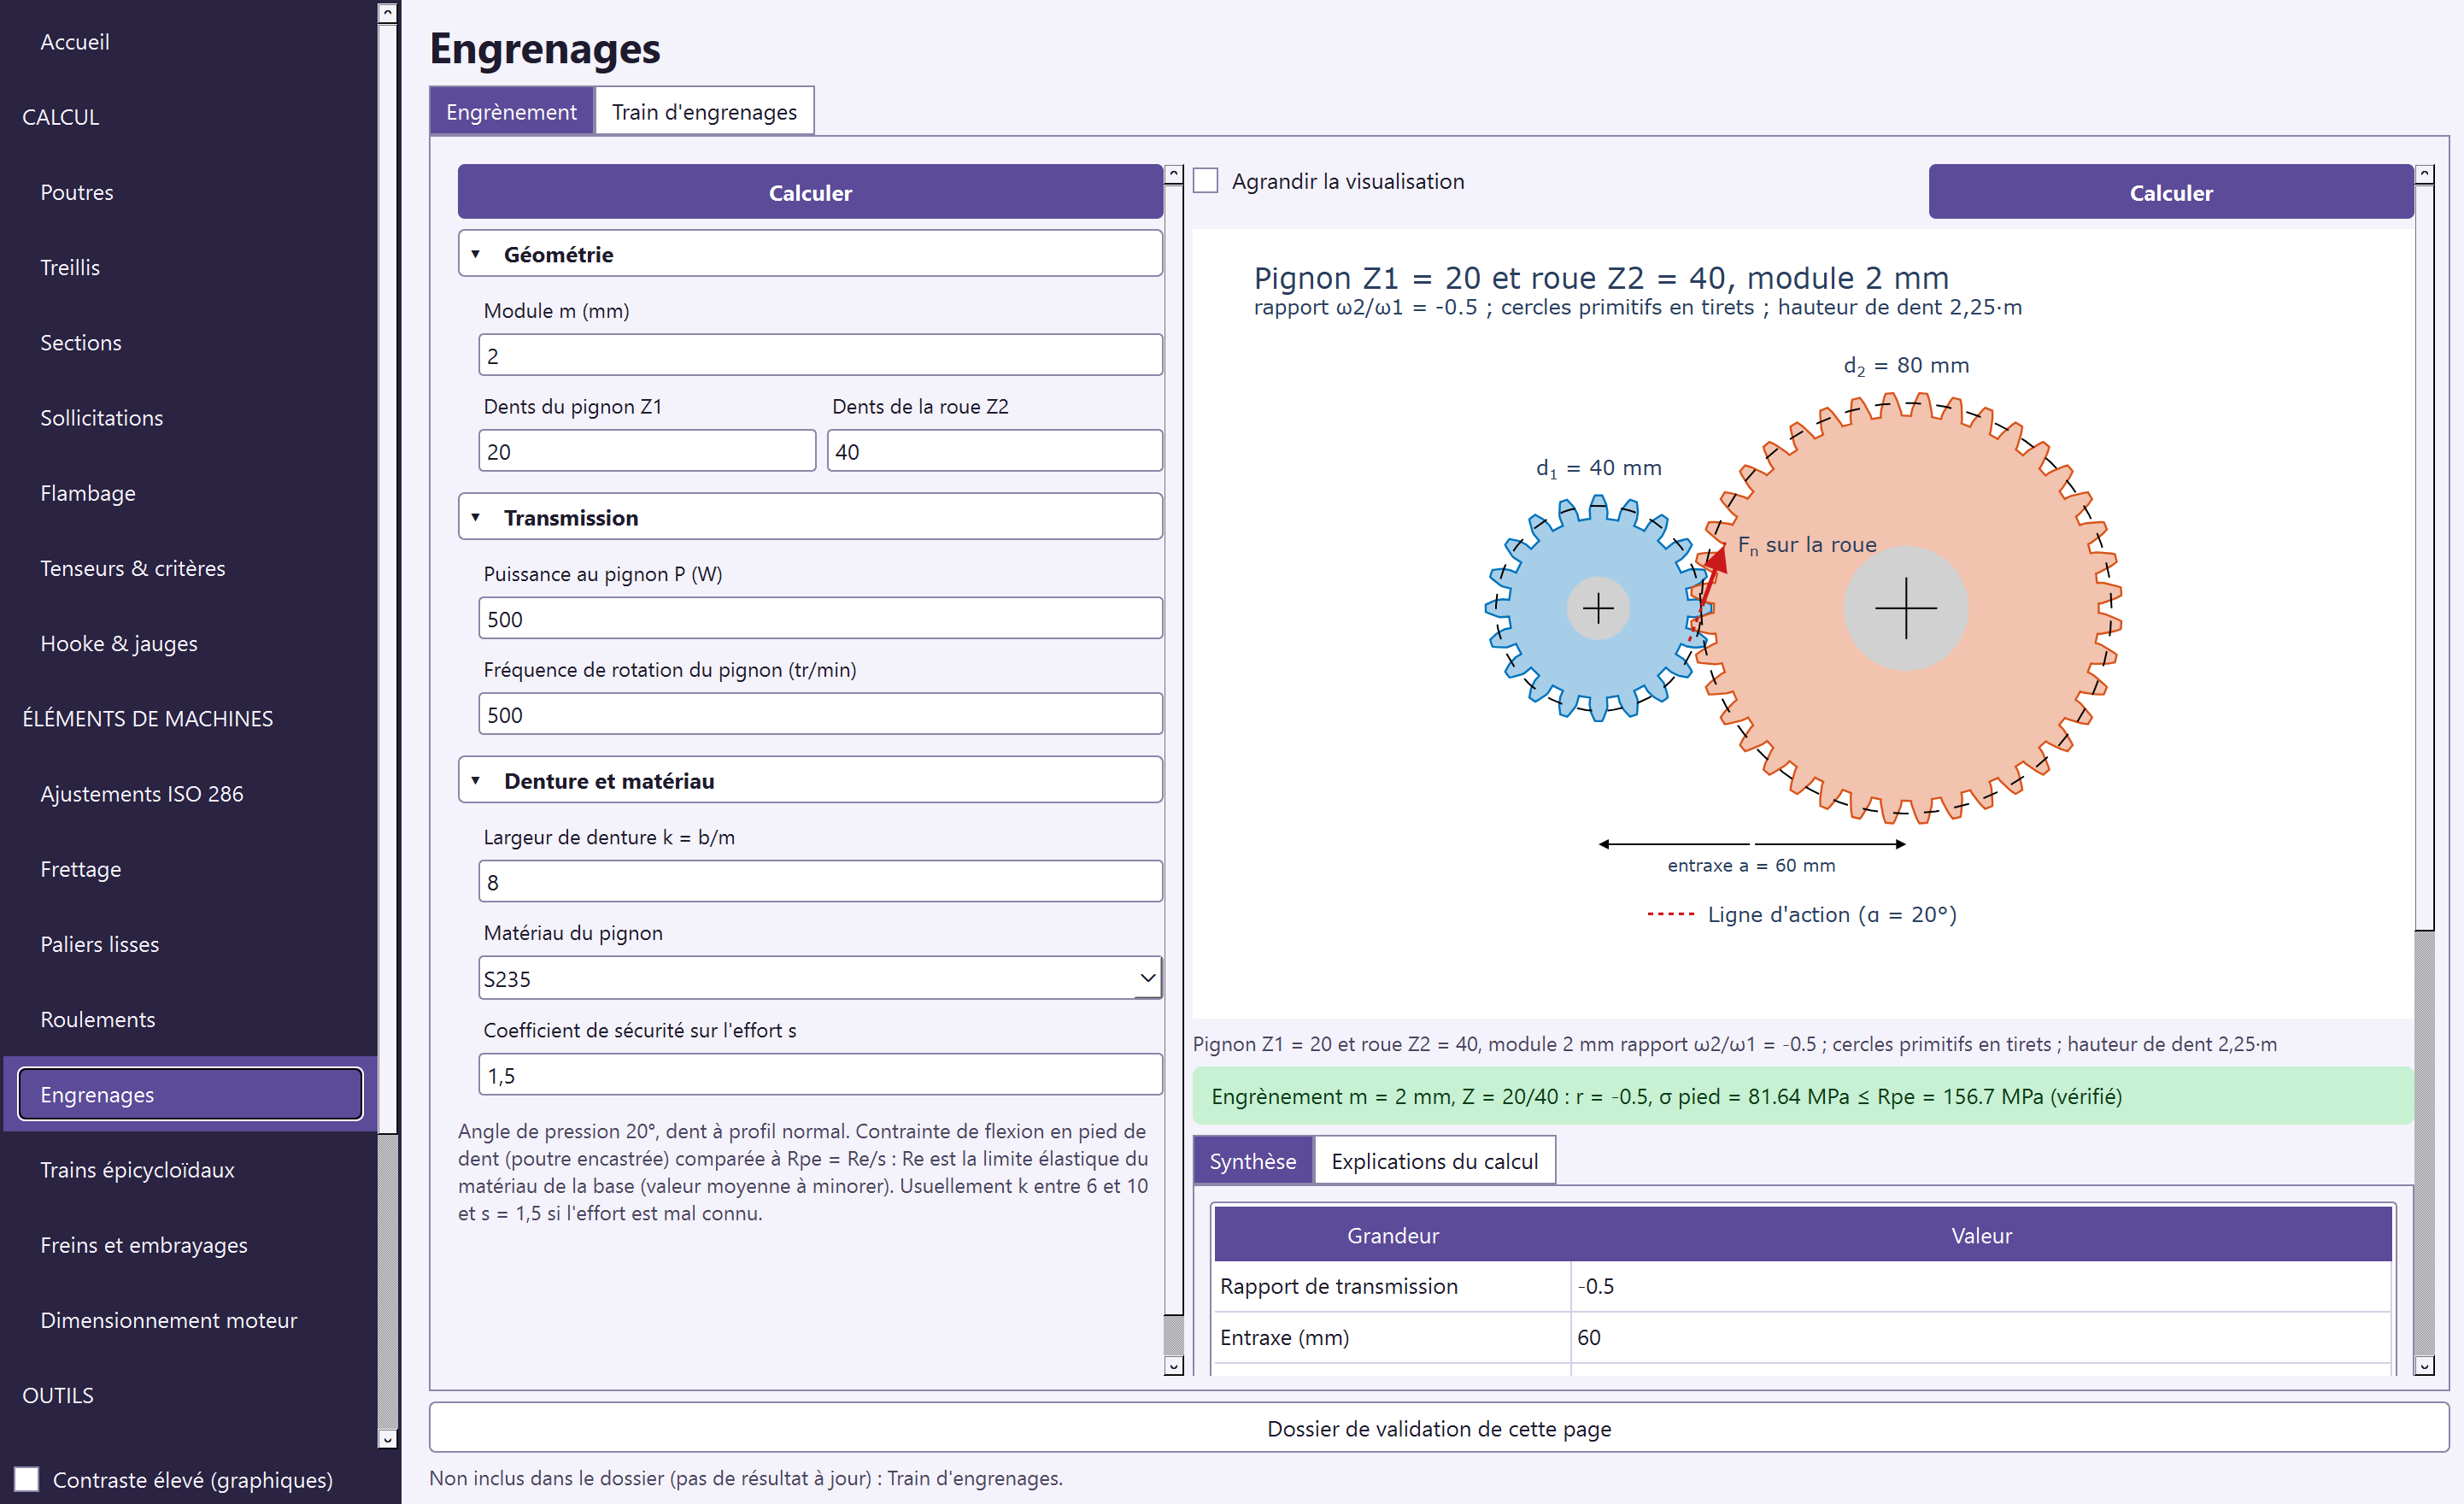 Accueil
CALCUL
Poutres
Treillis
Sections
Sollicitations
Flambage
Tenseurs & critères
Hooke & jauges
ÉLÉMENTS DE MACHINES
Ajustements ISO 286
Frettage
Paliers lisses
Roulements
Engrenages
Trains épicycloïdaux
Freins et embrayages
Dimensionnement moteur
OUTILS
Contraste élevé (graphiques)
Engrenages
Engrènement
Train d'engrenages
Calculer
Géométrie
Module m (mm)
2
Dents du pignon Z1
Dents de la roue Z2
20
40
Transmission
Puissance au pignon P (W)
500
Fréquence de rotation du pignon (tr/min)
500
Denture et matériau
Largeur de denture k = b/m
8
Matériau du pignon
S235
Coefficient de sécurité sur l'effort s
1,5
Angle de pression 20°, dent à profil normal. Contrainte de flexion en pied de
dent (poutre encastrée) comparée à Rpe = Re/s : Re est la limite élastique du
matériau de la base (valeur moyenne à minorer). Usuellement k entre 6 et 10
et s = 1,5 si l'effort est mal connu.
Agrandir la visualisation
Calculer
Pignon Z1 = 20 et roue Z2 = 40, module 2 mm
rapport ω2/ω1 = -0.5 ; cercles primitifs en tirets ; hauteur de dent 2,25·m
d2 = 80 mm
d1 = 40 mm
Fn sur la roue
entraxe a = 60 mm
Ligne d'action (α = 20°)
Pignon Z1 = 20 et roue Z2 = 40, module 2 mm rapport ω2/ω1 = -0.5 ; cercles primitifs en tirets ; hauteur de dent 2,25·m
Engrènement m = 2 mm, Z = 20/40 : r = -0.5, σ pied = 81.64 MPa ≤ Rpe = 156.7 MPa (vérifié)
Synthèse
Explications du calcul
Grandeur
Valeur
Rapport de transmission
-0.5
Entraxe (mm)
60
Dossier de validation de cette page
Non inclus dans le dossier (pas de résultat à jour) : Train d'engrenages.